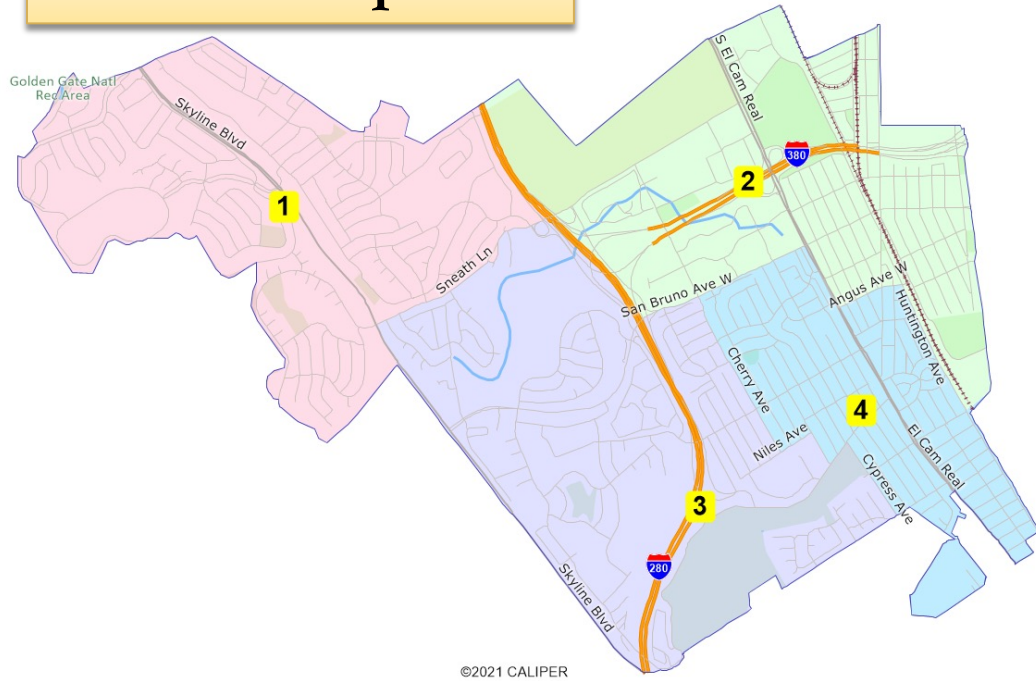 Golden Gate Natl
Rec Area
Skyline Blvd
S El Cam Real
380
2
1
Sneath Ln
San Bruno Ave W
Angus Ave W
Huntington Ave
Cherry Ave
4
Niles Ave
El Cam Real
Cypress Ave
3
280
Skyline Blvd
©2021 CALIPER